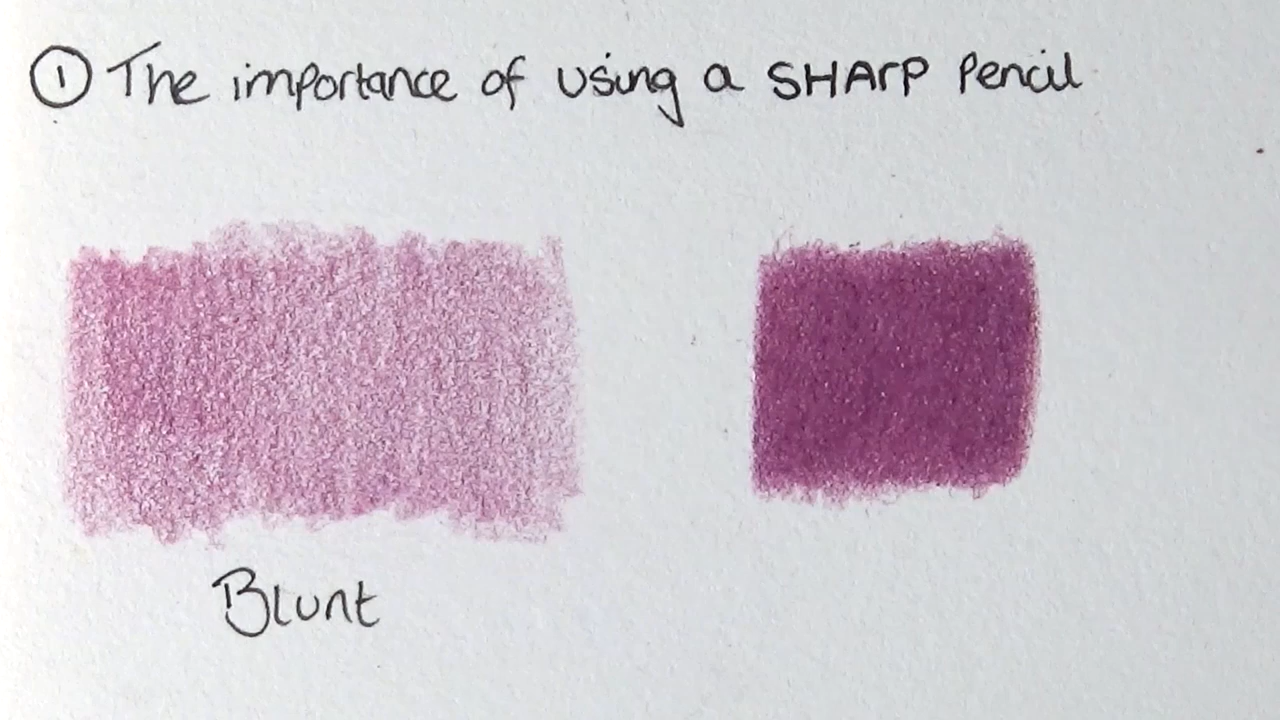 ① The importance of using a SHArP Pencil
Blunt